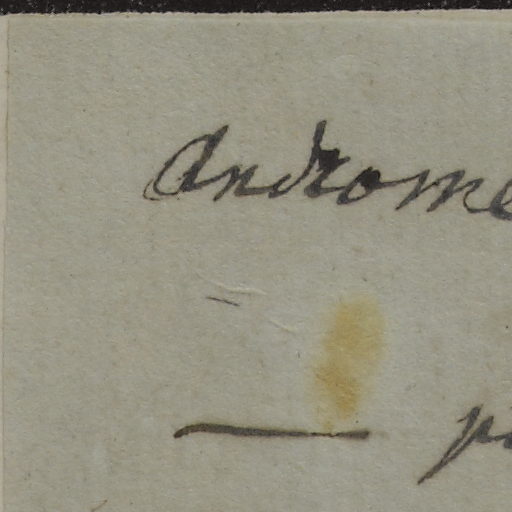 Androme
— p